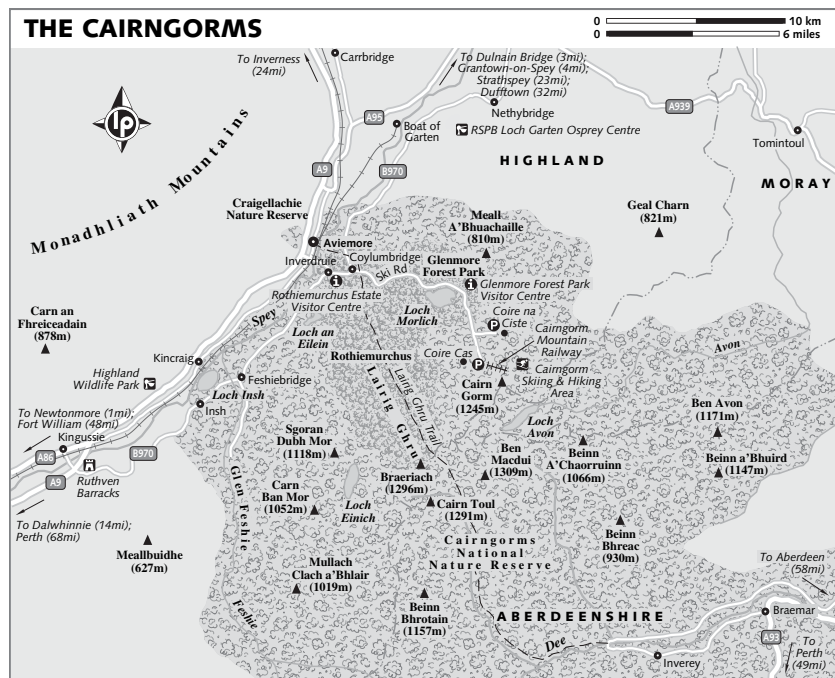 THE CAIRNGORMS
0 10 km
0 6 miles
To Inverness
(24mi)
Carrbridge
To Dulnain Bridge (3mi);
Grantown-on-Spey (4mi);
Strathspey (23mi);
Dufftown (32mi)
Nethybridge
A939
A95
Boat of
Garten
RSPB Loch Garten Osprey Centre
Tomintoul
lp
HIGHLAND
MORAY
A9
B970
Monadhliath Mountains
Craigellachie
Nature Reserve
Meall
A'Bhuachaille
(810m)
Geal Charn
(821m)
Aviemore
Inverdruie
Coylumbridge
Ski Rd
Glenmore
Forest Park
Glenmore Forest Park
Visitor Centre
Rothiemurchus Estate
Visitor Centre
Carn an
Fhreiceadain
(878m)
Spey
Loch an
Eilein
Loch
Morlich
Coire na
Ciste
Cairngorm
Mountain
Railway
Avon
Kincraig
Rothiemurchus
Coire Cas
P
P
Cairngorm
Skiing & Hiking
Area
Highland
Wildlife Park
Feshiebridge
Loch Insh
Insh
Lairig Ghru
Lairig Ghru Trail
Cairn
Gorm
(1245m)
Ben Avon
(1171m)
To Newtonmore (1mi);
Fort William (48mi)
Kingussie
A86
A9
B970
Ruthven
Barracks
Loch
Avon
Sgoran
Dubh Mor
(1118m)
Ben
Macdui
(1309m)
Beinn
A'Chaorruinn
(1066m)
Beinn a'Bhuird
(1147m)
Glen Feshie
Carn
Ban Mor
(1052m)
Loch
Einich
Braeriach
(1296m)
Cairn Toul
(1291m)
To Dalwhinnie (14mi);
Perth (68mi)
Meallbuidhe
(627m)
Cairngorms
National
Nature Reserve
Beinn
Bhreac
(930m)
Mullach
Clach a'Bhlair
(1019m)
Feshie
Beinn
Bhrotain
(1157m)
To Aberdeen
(58mi)
ABERDEENSHIRE
Braemar
Dee
A93
Inverey
To
Perth
(49mi)